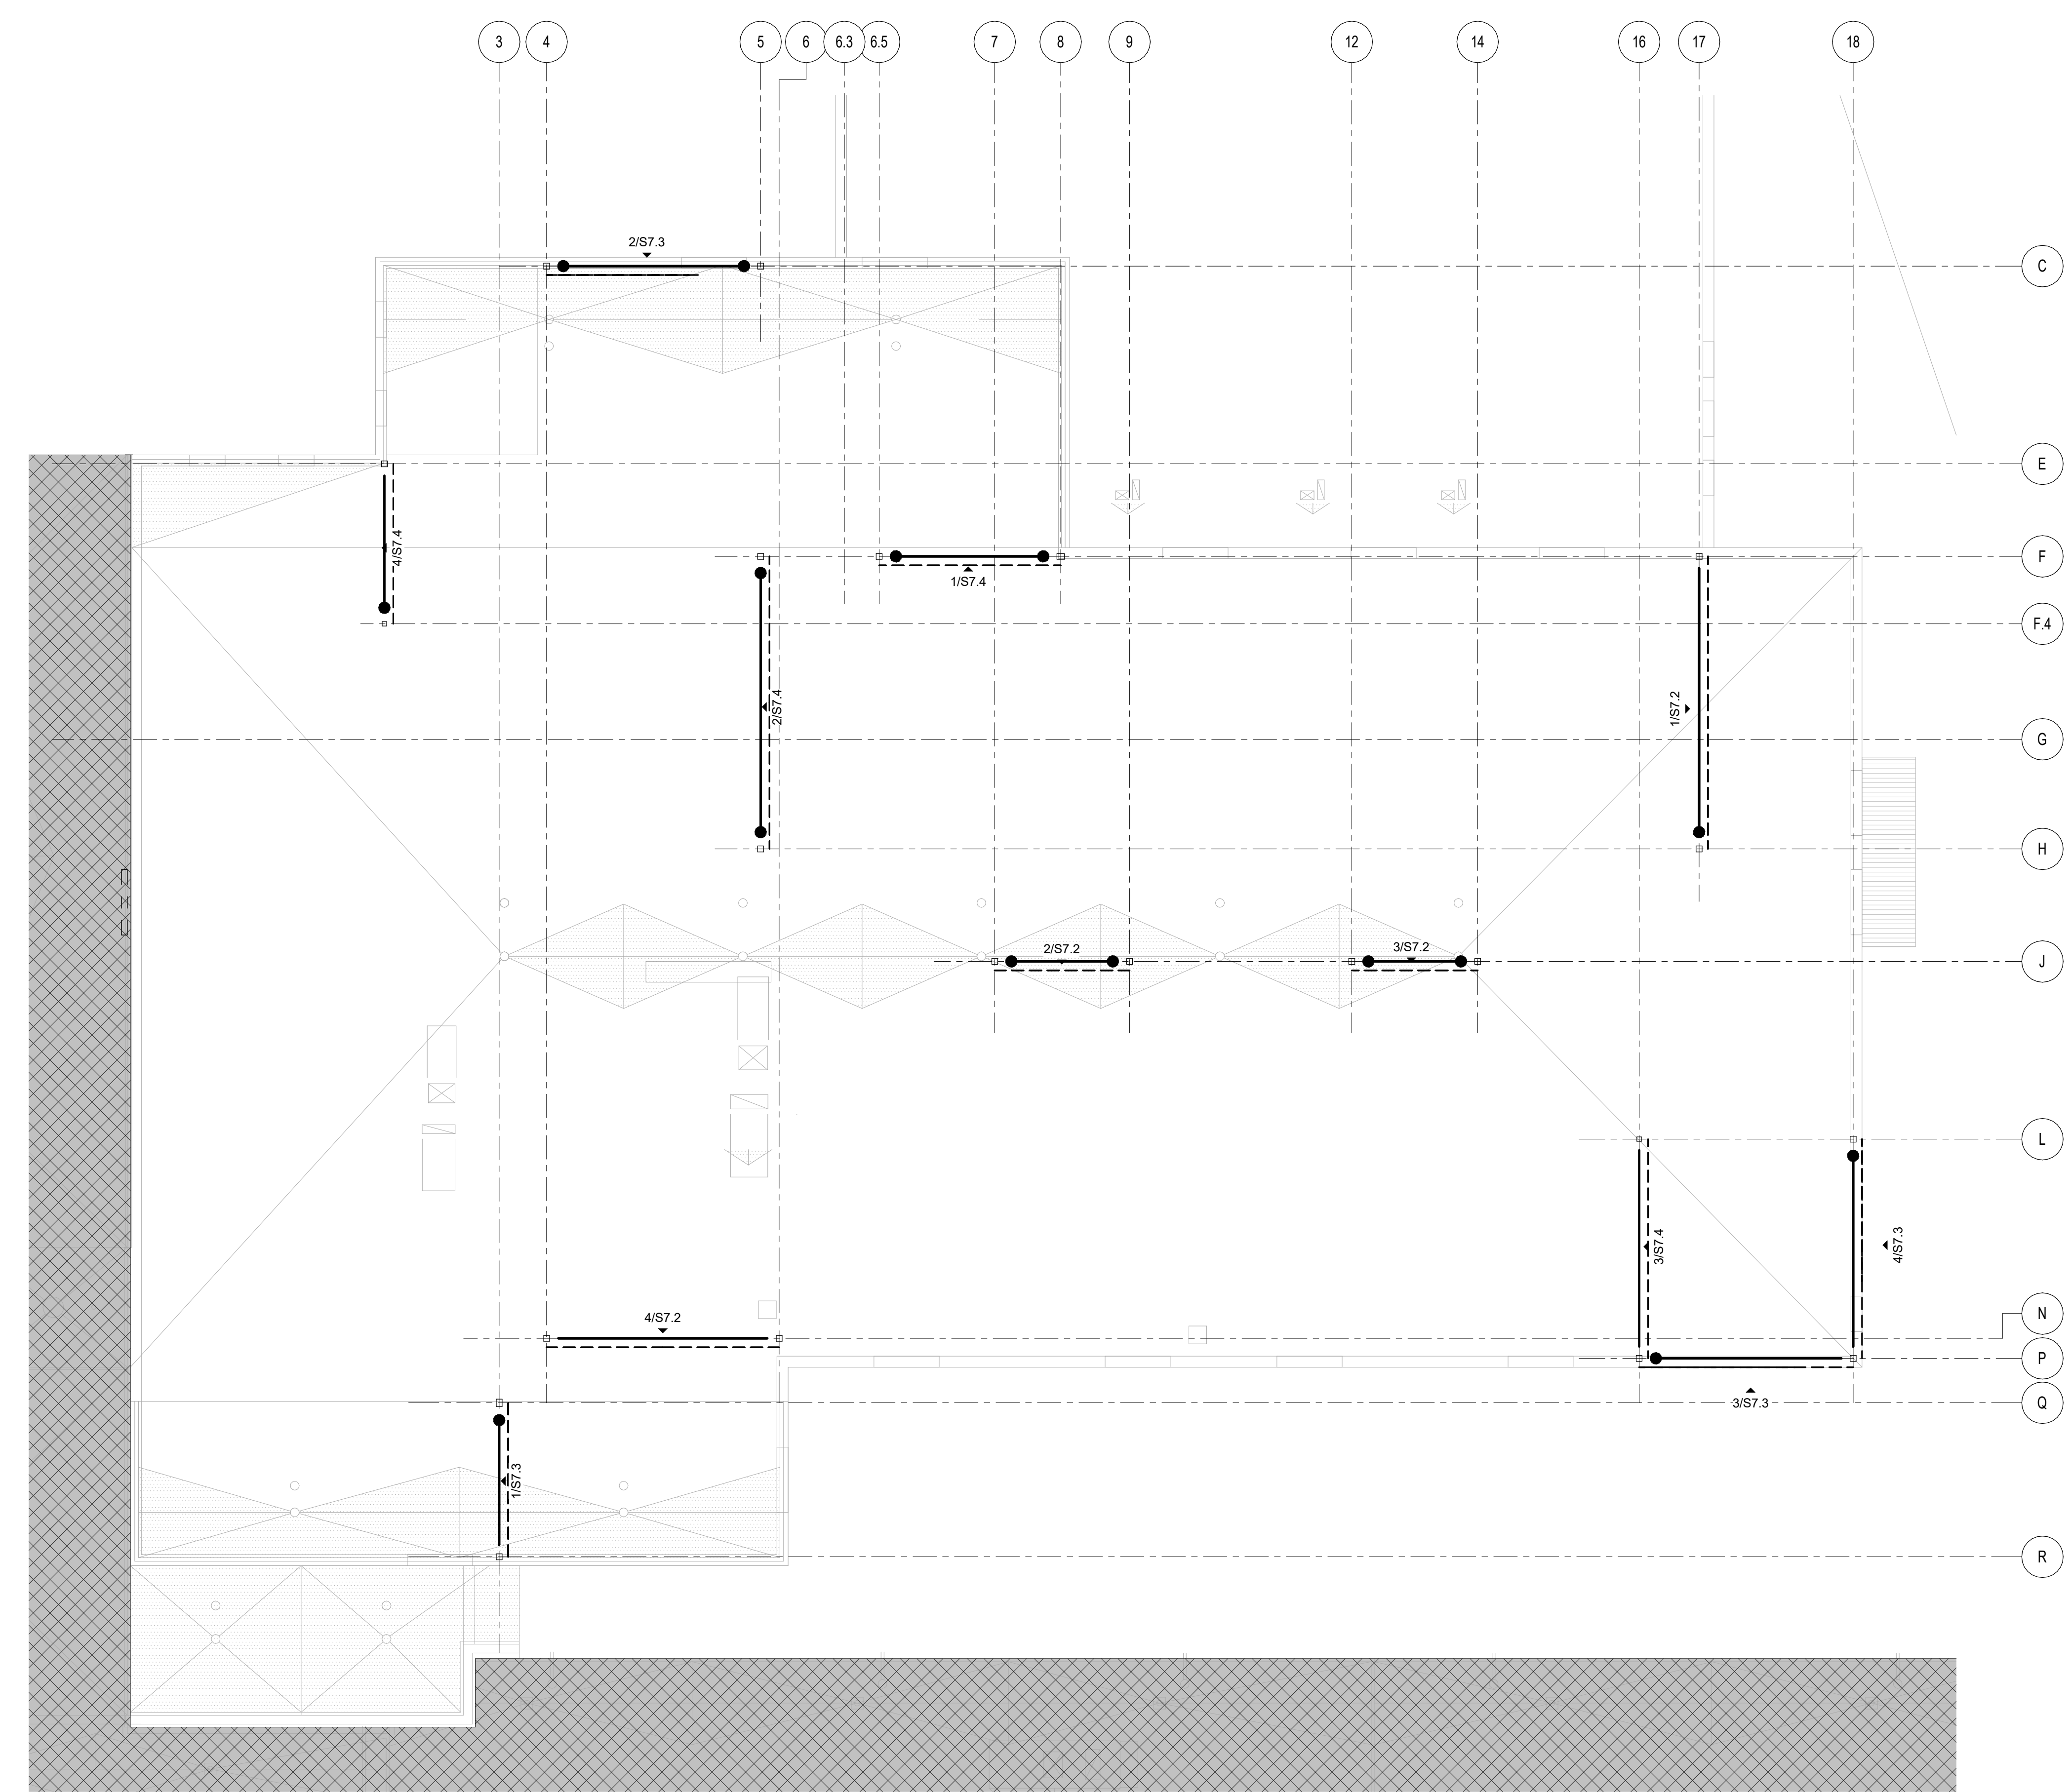 3 4 5 6 6.3 6.5 7 8 9 12 14 16 17 18
2/S7.3
C
E
4/S7.4
F
1/S7.4
F.4
2/S7.4
1/S7.2
G
H
2/S7.2
3/S7.2
J
L
3/S7.4
4/S7.3
N
4/S7.2
P
3/S7.3
Q
1/S7.3
R